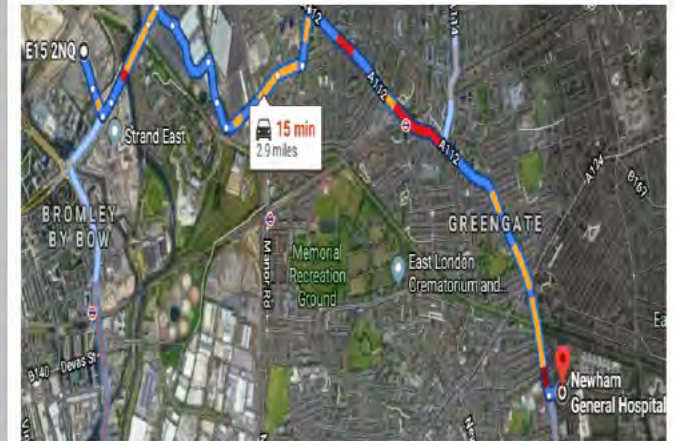 A112
E15 2NQ
A112
15 min
2.9 miles
Strand East
A112
A124
B167
BROMLEY
BY BOW
GREENGATE
Manor Rd
Memorial
Recreation
Ground
East London
Crematorium and...
B140
Devas St
Newham
General Hospital